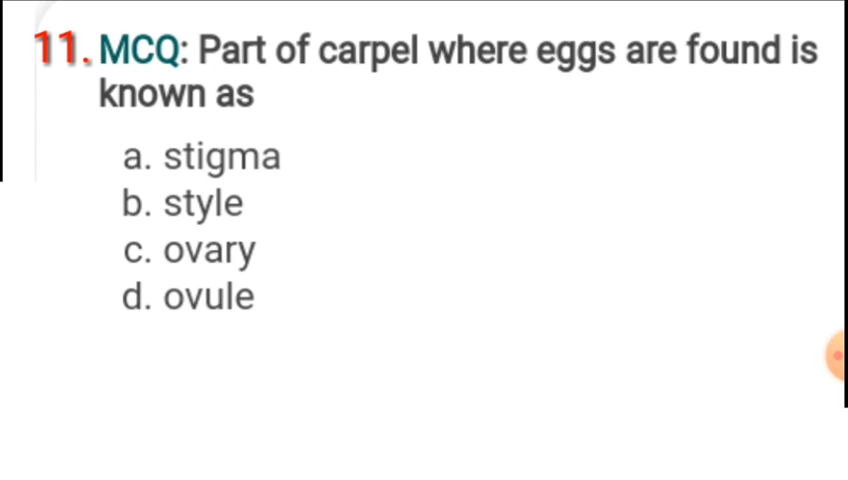 11. MCQ: Part of carpel where eggs are found is
known as
a. stigma
b. style
c. ovary
d. ovule